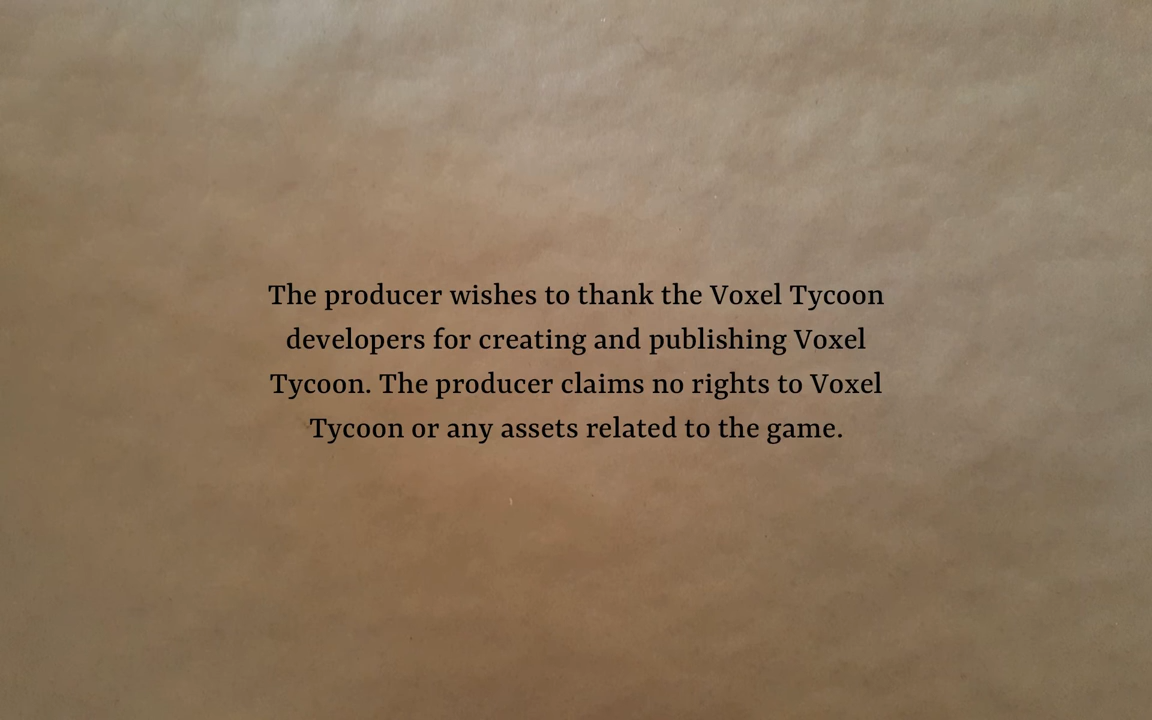 The producer wishes to thank the Voxel Tycoon
developers for creating and publishing Voxel
Tycoon. The producer claims no rights to Voxel
Tycoon or any assets related to the game.